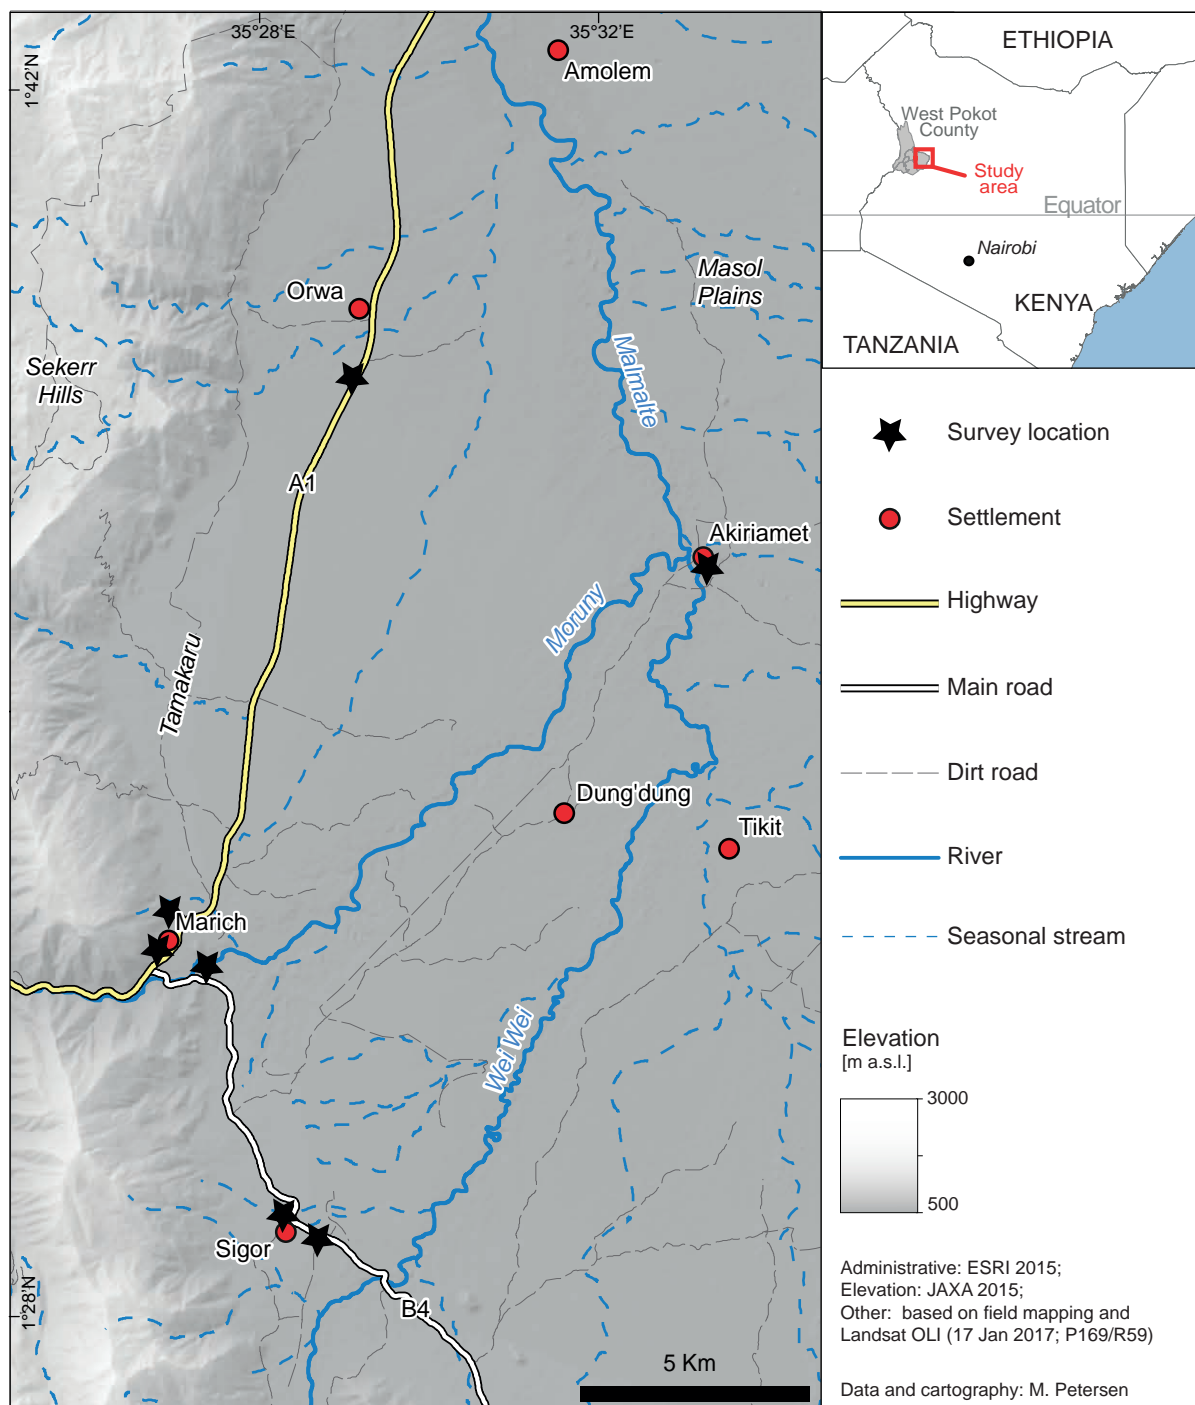 35°28'E
35°32'E
1°42'N
Amolem
Orwa
Masol
Plains
Sekerr
Hills
Malmalte
A1
Akiriamet
Moruny
Tamakaru
Dung'dung
Tikit
Marich
Wei Wei
Sigor
1°28'N
B4
5 Km
ETHIOPIA
West Pokot
County
Study
area
Equator
Nairobi
KENYA
TANZANIA
Survey location
Settlement
Highway
Main road
Dirt road
River
Seasonal stream
Elevation
[m a.s.l.]
3000
500
Administrative: ESRI 2015;
Elevation: JAXA 2015;
Other: based on field mapping and
Landsat OLI (17 Jan 2017; P169/R59)
Data and cartography: M. Petersen